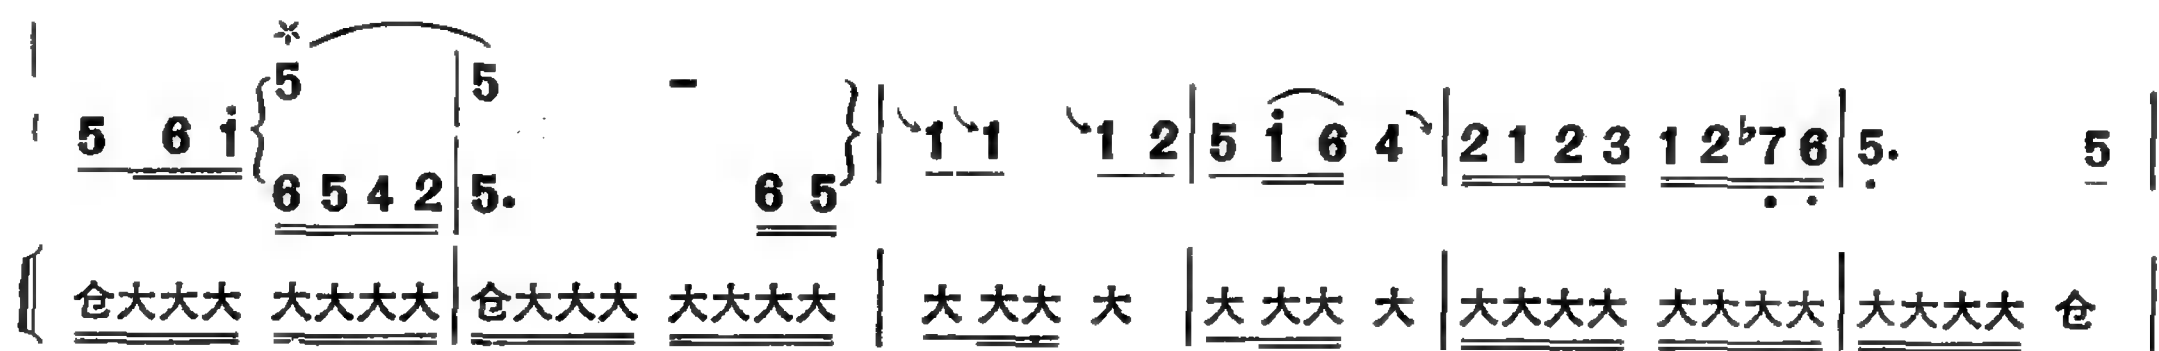 5 5 -
5 6 i 1 1 1 2 5 i 6 4 2 1 2 3 1 2 ♭7 6 5. 5
6 5 4 2 5. 6 5
仓大大大 大大大大 仓大大大 大大大大 大 大大 大 大 大大 大 大大大大 大大大大 大大大大 仓